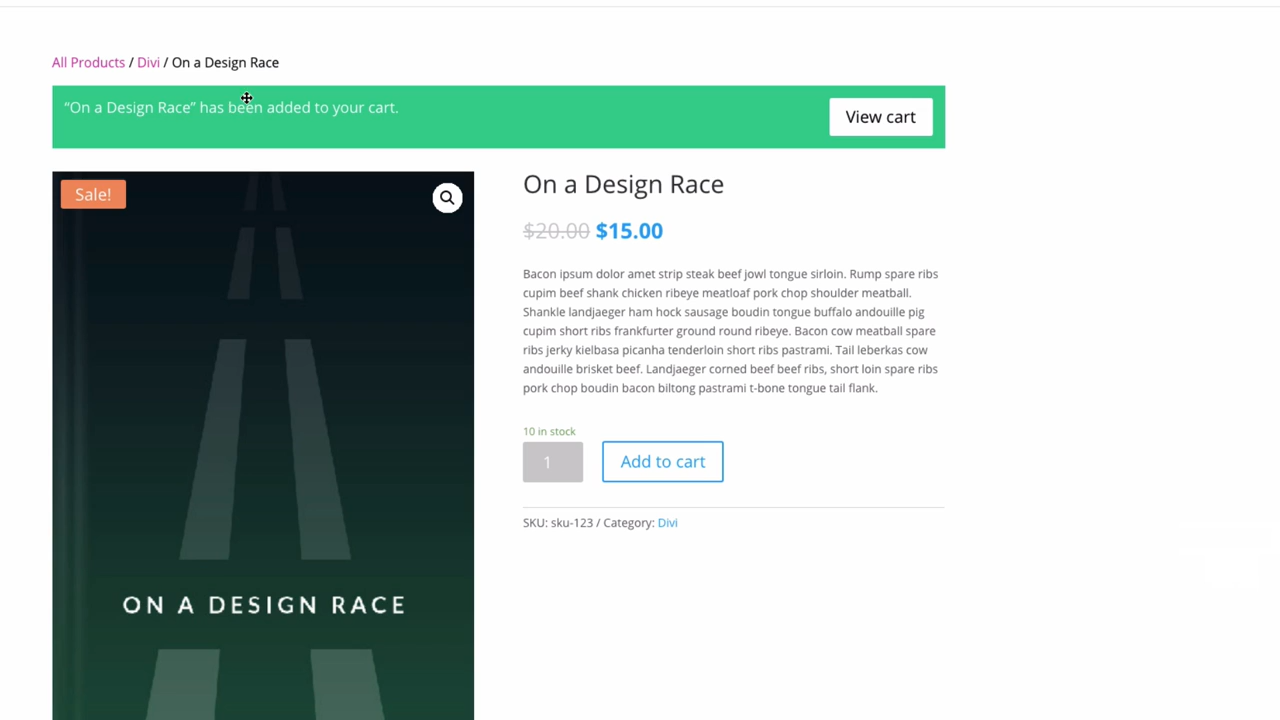 All Products / Divi / On a Design Race
“On a Design Race” has been added to your cart.
View cart
Sale!
On a Design Race
$20.00 $15.00
Bacon ipsum dolor amet strip steak beef jowl tongue sirloin. Rump spare ribs
cupim beef shank chicken ribeye meatloaf pork chop shoulder meatball.
Shankle landjaeger ham hock sausage boudin tongue buffalo andouille pig
cupim short ribs frankfurter ground round ribeye. Bacon cow meatball spare
ribs jerky kielbasa picanha tenderloin short ribs pastrami. Tail leberkas cow
andouille brisket beef. Landjaeger corned beef beef ribs, short loin spare ribs
pork chop boudin bacon biltong pastrami t-bone tongue tail flank.
10 in stock
1
Add to cart
SKU: sku-123 / Category: Divi
ON A DESIGN RACE